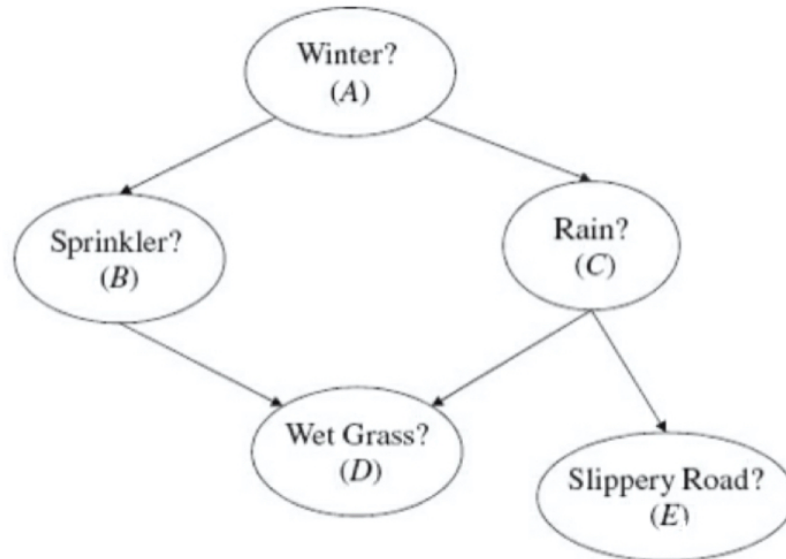 Winter?
(A)
Sprinkler?
(B)
Rain?
(C)
Wet Grass?
(D)
Slippery Road?
(E)